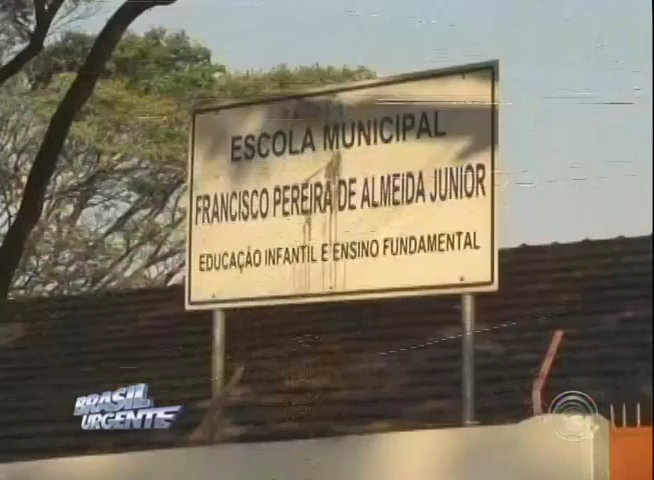 ESCOLA MUNICIPAL
FRANCISCO PEREIRA DE ALMEIDA JUNIOR
EDUCAÇÃO INFANTIL E ENSINO FUNDAMENTAL
BRASIL
URGENTE